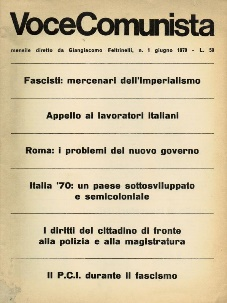 VoceComunista
mensile diretto da Giangiacomo Feltrinelli, n. 1 giugno 1970 - L. 50
Fascisti: mercenari dell'imperialismo
Appello ai lavoratori italiani
Roma: i problemi del nuovo governo
Italia '70: un paese sottosviluppato
e semicoloniale
I diritti del cittadino di fronte
alla polizia e alla magistratura
Il P.C.I. durante il fascismo